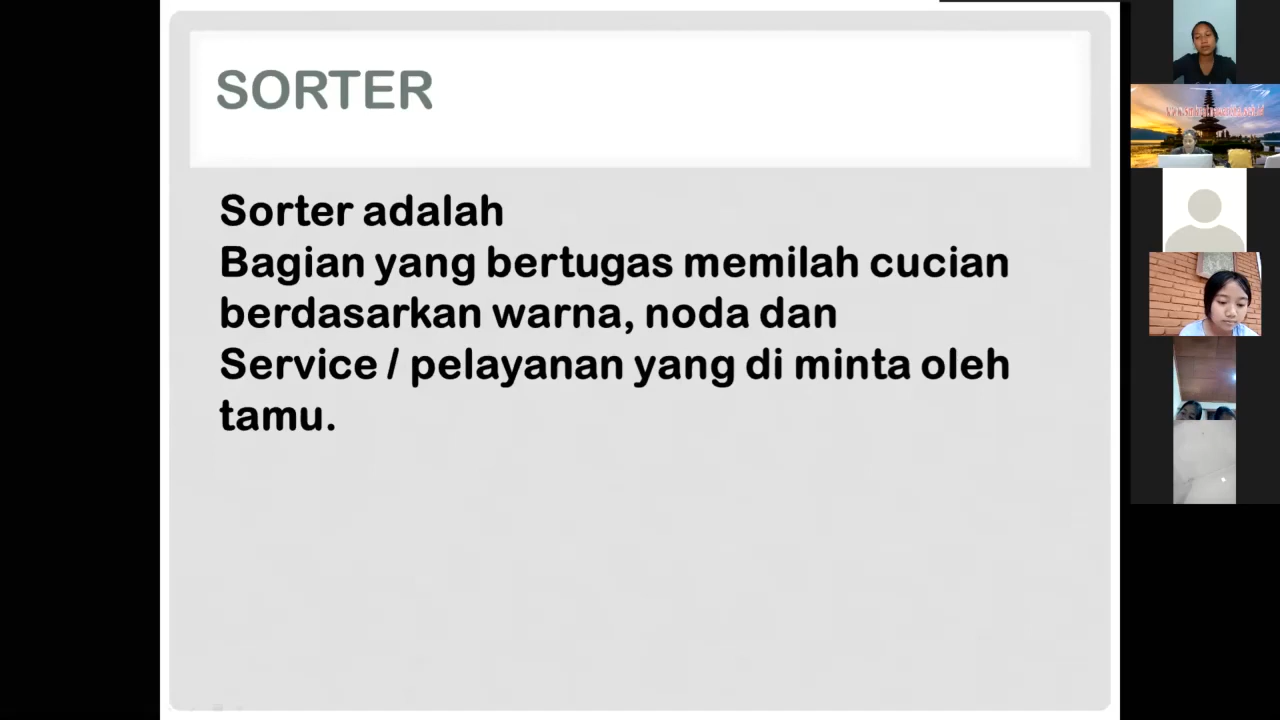 SORTER
Sorter adalah
Bagian yang bertugas memilah cucian
berdasarkan warna, noda dan
Service / pelayanan yang di minta oleh
tamu.